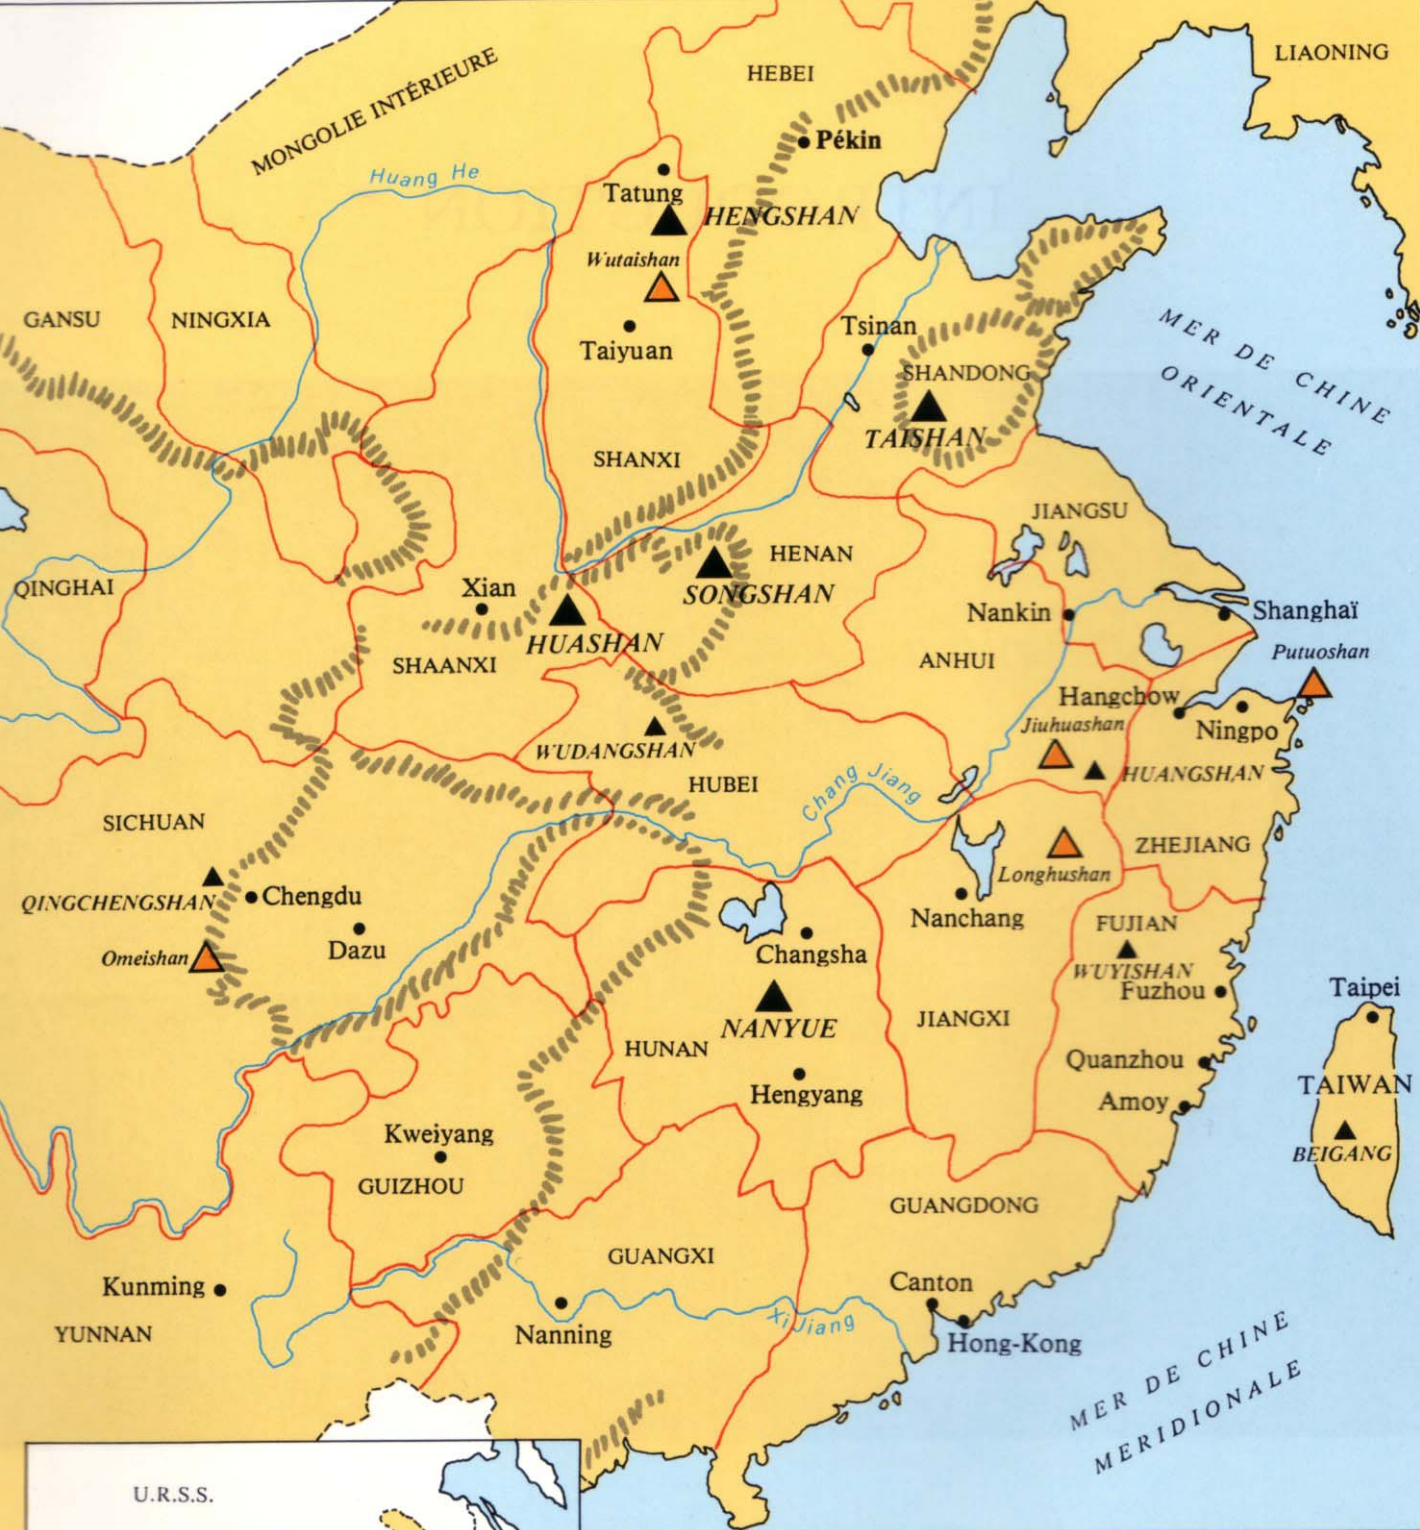 LIAONING
HEBEI
MONGOLIE INTÉRIEURE
Pékin
Huang He
Tatung
HENGSHAN
Wutaishan
GANSU
NINGXIA
Taiyuan
Tsinan
MER DE CHINE
ORIENTALE
SHANDONG
TAISHAN
SHANXI
JIANGSU
HENAN
QINGHAI
Xian
SONGSHAN
Nankin
Shanghaï
HUASHAN
SHAANXI
ANHUI
Putuoshan
Hangchow
Jiuhuashan
Ningpo
WUDANGSHAN
HUANGSHAN
HUBEI
Chang Jiang
SICHUAN
ZHEJIANG
Longhushan
QINGCHENGSHAN
Chengdu
Nanchang
FUJIAN
Dazu
Changsha
Omeishan
WUYISHAN
Fuzhou
Taipei
NANYUE
JIANGXI
HUNAN
Quanzhou
TAIWAN
Hengyang
Amoy
Kweiyang
BEIGANG
GUIZHOU
GUANGDONG
GUANGXI
Kunming
Canton
YUNNAN
Nanning
Xi Jiang
Hong-Kong
MER DE CHINE
MERIDIONALE
U.R.S.S.